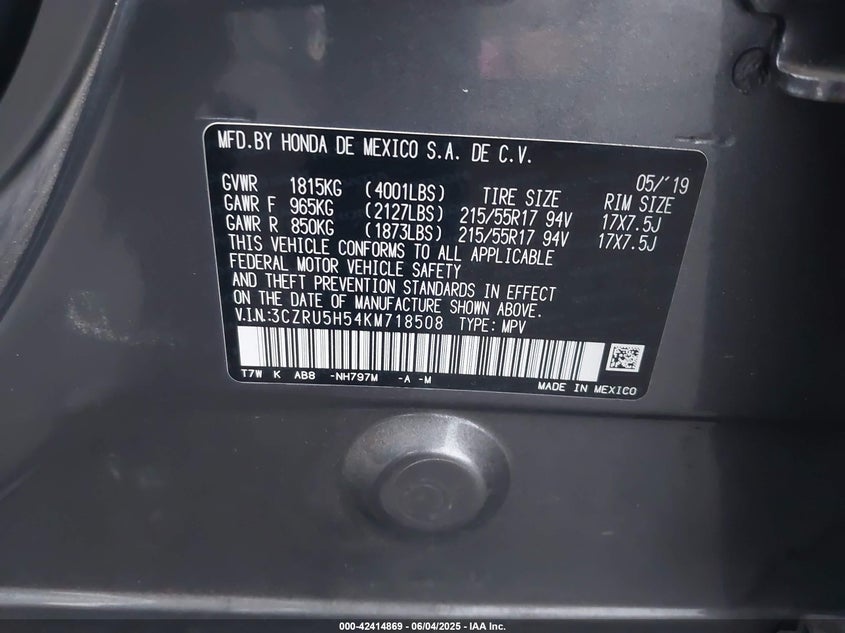 MFD.BY HONDA DE MEXICO S.A. DE C.V.
05/'19
GVWR 1815KG (4001LBS) TIRE SIZE RIM SIZE
GAWR F 965KG (2127LBS) 215/55R17 94V 17X7.5J
GAWR R 850KG (1873LBS) 215/55R17 94V 17X7.5J
THIS VEHICLE CONFORMS TO ALL APPLICABLE
FEDERAL MOTOR VEHICLE SAFETY
AND THEFT PREVENTION STANDARDS IN EFFECT
ON THE DATE OF MANUFACTURE SHOWN ABOVE.
V.I.N:3CZRU5H54KM718508 TYPE: MPV
T7W K AB8 -NH797M -A -M MADE IN MEXICO
000-42414869 - 06/04/2025 - IAA Inc.